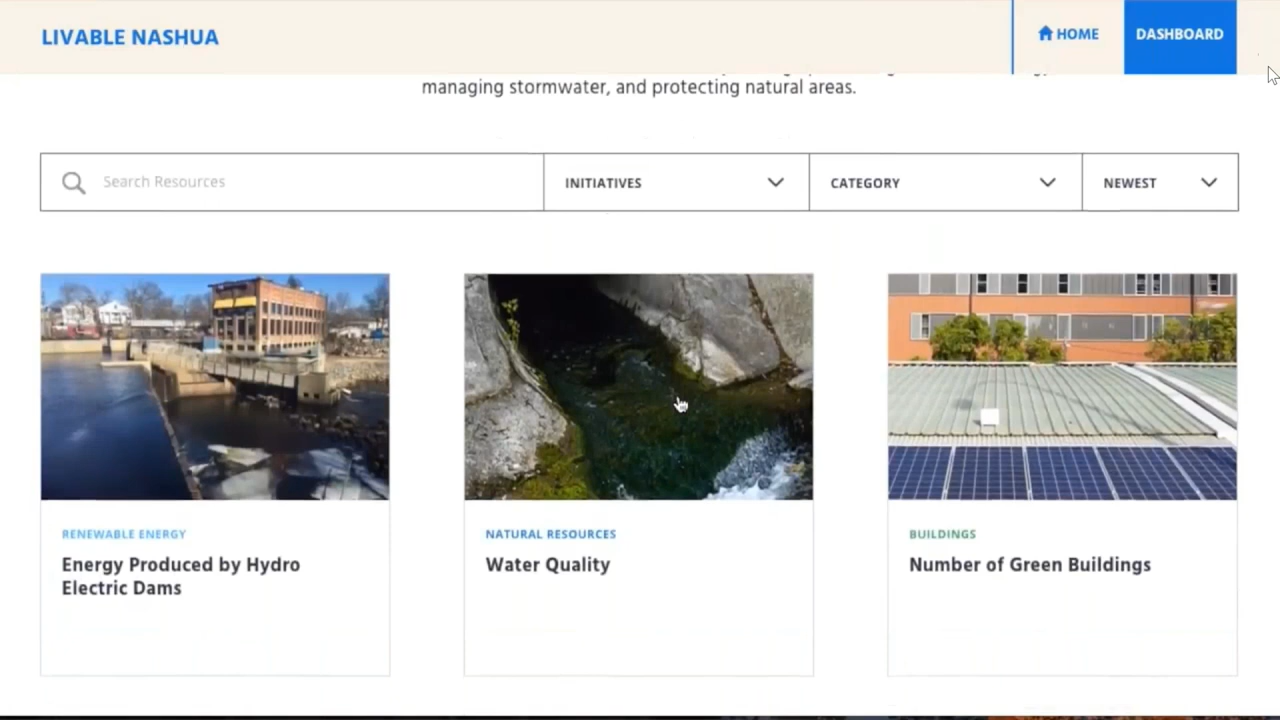 LIVABLE NASHUA
HOME
DASHBOARD
managing stormwater, and protecting natural areas.
Search Resources
INITIATIVES
CATEGORY
NEWEST
RENEWABLE ENERGY
Energy Produced by Hydro
Electric Dams
NATURAL RESOURCES
Water Quality
BUILDINGS
Number of Green Buildings